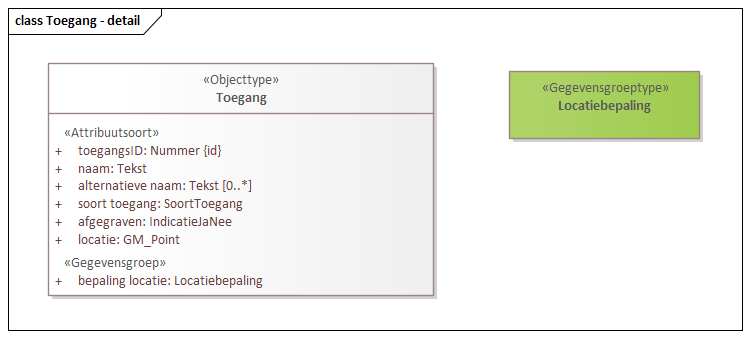 class Toegang - detail
«Objecttype»
Toegang
«Attribuutsoort»
+ toegangsID: Nummer {id}
+ naam: Tekst
+ alternatieve naam: Tekst [0..*]
+ soort toegang: SoortToegang
+ afgegraven: IndicatieJaNee
+ locatie: GM_Point
«Gegevensgroep»
+ bepaling locatie: Locatiebepaling
«Gegevensgroeptype»
Locatiebepaling